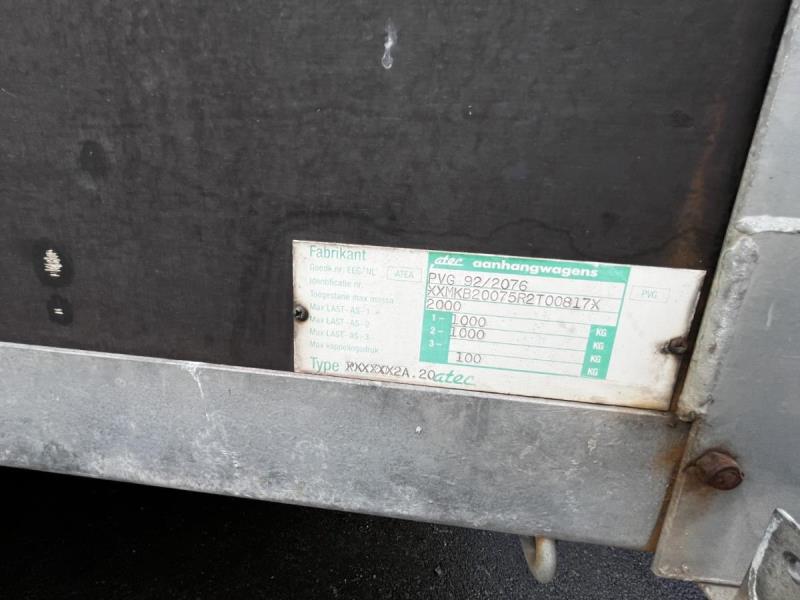 Fabrikant atec aanhangwagens
Goedk.nr. EEG/NL ATEA PVG 92/2076 PVG
Identificatie nr. XXMKB20075R2T00817X
Toegestane max massa 2000
Max LAST-AS-1 1- 1000 KG
Max LAST-AS-2 2- 1000 KG
Max LAST-AS-3 3- KG
Max kappelingsdruk 100 KG
Type 2A.20 atec